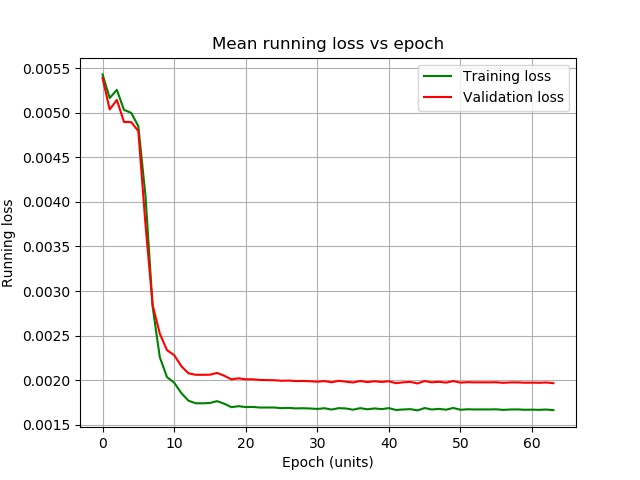 Mean running loss vs epoch
Training loss
Validation loss
0.0055
0.0050
0.0045
0.0040
0.0035
0.0030
0.0025
0.0020
0.0015
Running loss
0 10 20 30 40 50 60
Epoch (units)